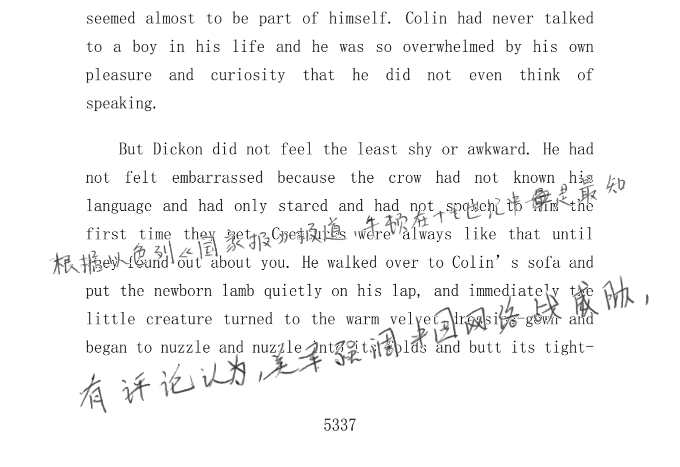 seemed almost to be part of himself. Colin had never talked
to a boy in his life and he was so overwhelmed by his own
pleasure and curiosity that he did not even think of
speaking.
But Dickon did not feel the least shy or awkward. He had
not felt embarrassed because the crow had not known his
language and had only stared and had not spoken to him the
first time they met. Creatures were always like that until
they found out about you. He walked over to Colin’s sofa and
put the newborn lamb quietly on his lap, and immediately the
little creature turned to the warm velvet dressing-gown and
began to nuzzle and nuzzle into its folds and butt its tight-
根据以色列《国家报》报道,牛顿在十七世纪中是最知
有评论认为,美军强调中国网络战威胁,
5337